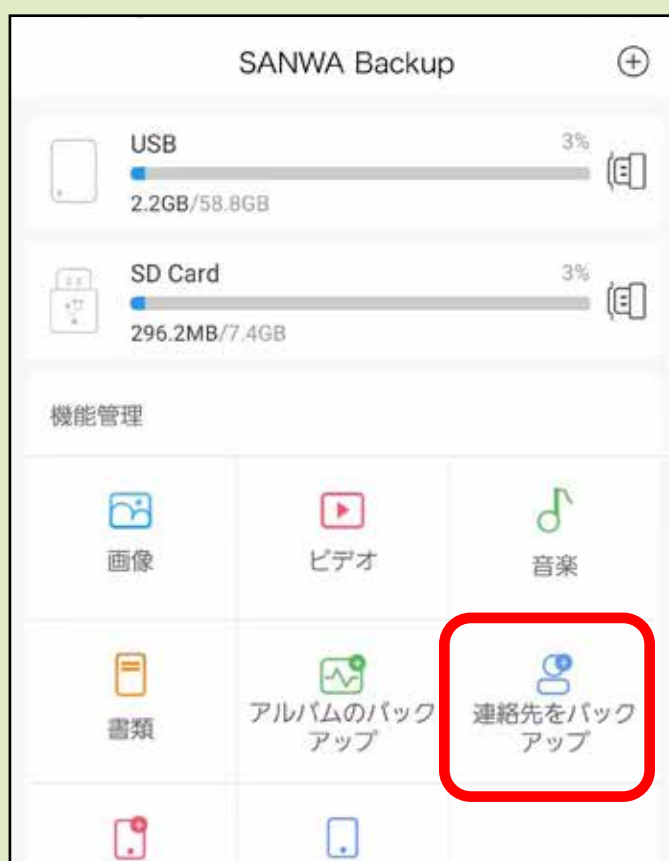 SANWA Backup
USB
3%
2.2GB/58.8GB
SD Card
3%
296.2MB/7.4GB
機能管理
画像
ビデオ
音楽
書類
アルバムのバック
アップ
連絡先をバック
アップ